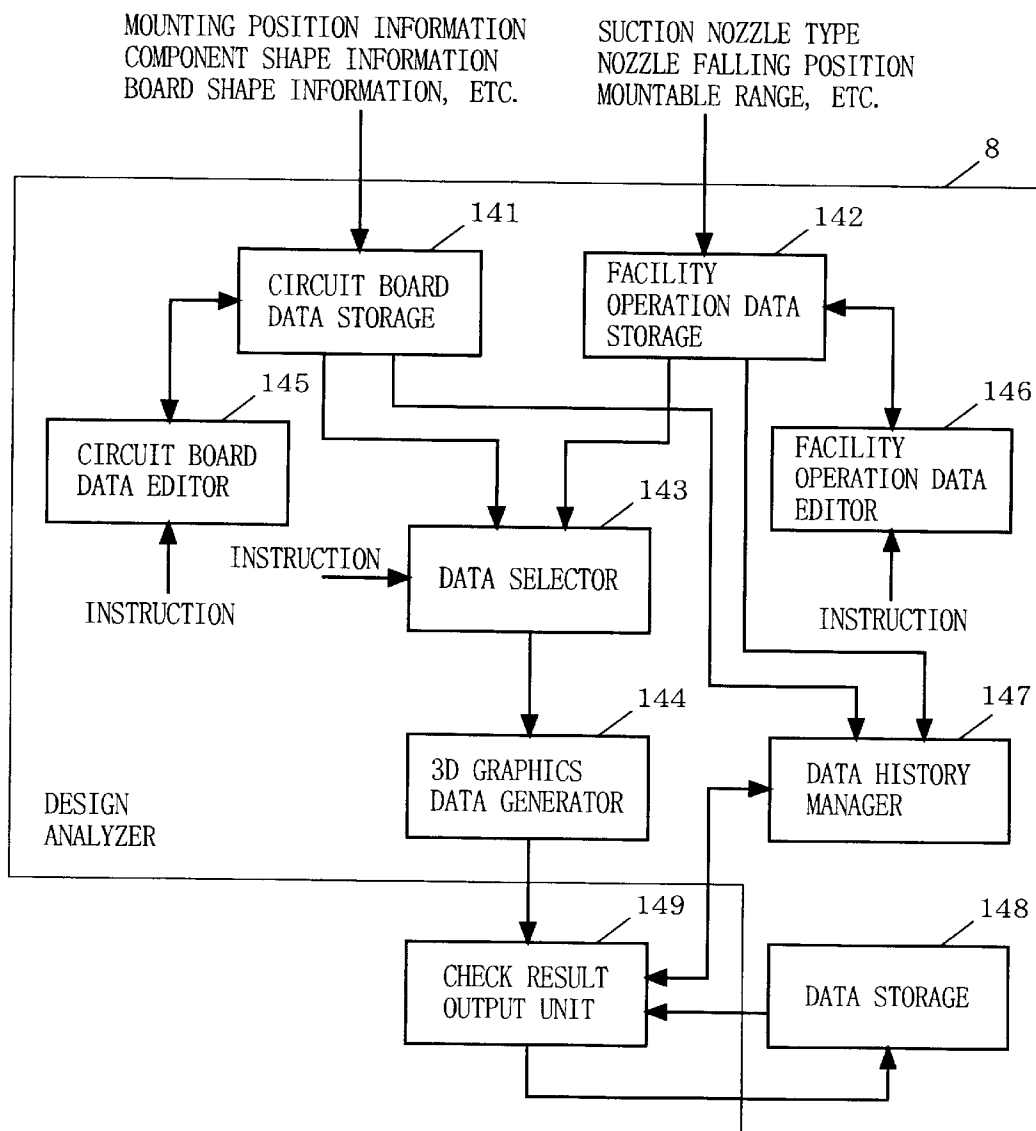 MOUNTING POSITION INFORMATION
COMPONENT SHAPE INFORMATION
BOARD SHAPE INFORMATION, ETC.
SUCTION NOZZLE TYPE
NOZZLE FALLING POSITION
MOUNTABLE RANGE, ETC.
8
141
CIRCUIT BOARD
DATA STORAGE
142
FACILITY
OPERATION DATA
STORAGE
145
CIRCUIT BOARD
DATA EDITOR
INSTRUCTION
146
FACILITY
OPERATION DATA
EDITOR
INSTRUCTION
143
INSTRUCTION
DATA SELECTOR
144
3D GRAPHICS
DATA GENERATOR
147
DATA HISTORY
MANAGER
DESIGN
ANALYZER
149
CHECK RESULT
OUTPUT UNIT
148
DATA STORAGE